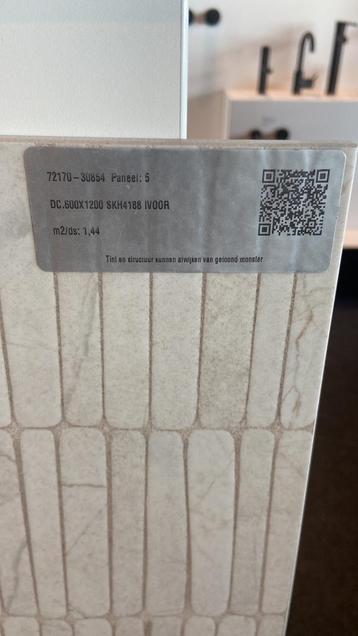 72170-30854 Paneel: 5
DC.600X1200 SKH4188 IVOOR
m2/ds: 1,44
Tint en structuur kunnen afwijken van getoond monster